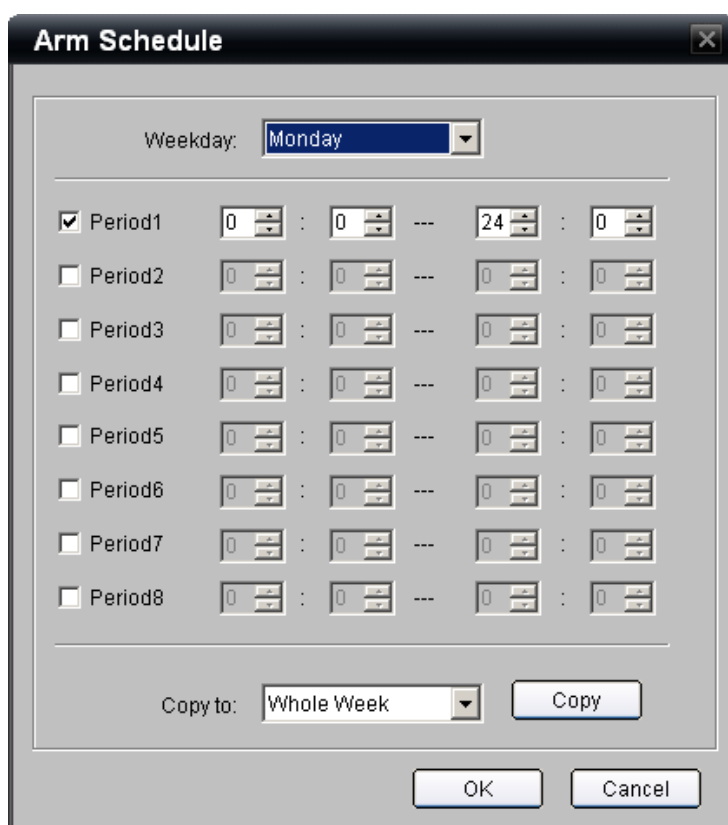 Arm Schedule
Weekday: Monday
Period1 0 : 0 --- 24 : 0
Period2 0 : 0 --- 0 : 0
Period3 0 : 0 --- 0 : 0
Period4 0 : 0 --- 0 : 0
Period5 0 : 0 --- 0 : 0
Period6 0 : 0 --- 0 : 0
Period7 0 : 0 --- 0 : 0
Period8 0 : 0 --- 0 : 0
Copy to: Whole Week Copy
OK Cancel